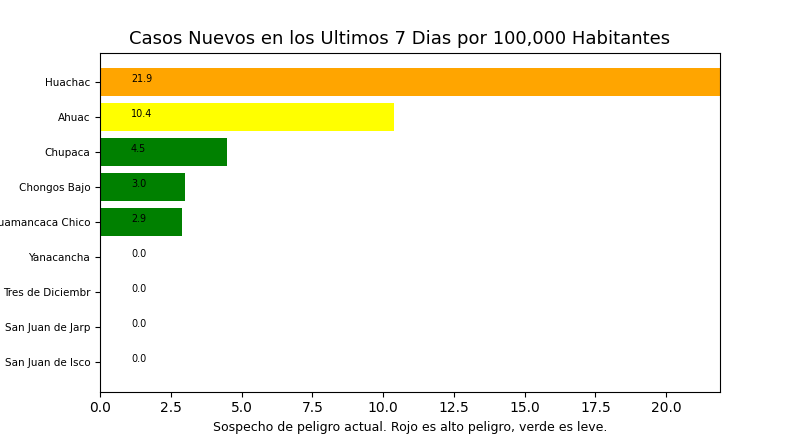 Casos Nuevos en los Ultimos 7 Dias por 100,000 Habitantes
Huachac 21.9
Ahuac 10.4
Chupaca 4.5
Chongos Bajo 3.0
uamancaca Chico 2.9
Yanacancha 0.0
Tres de Diciembr 0.0
San Juan de Jarp 0.0
San Juan de Isco 0.0
0.0 2.5 5.0 7.5 10.0 12.5 15.0 17.5 20.0
Sospecho de peligro actual. Rojo es alto peligro, verde es leve.